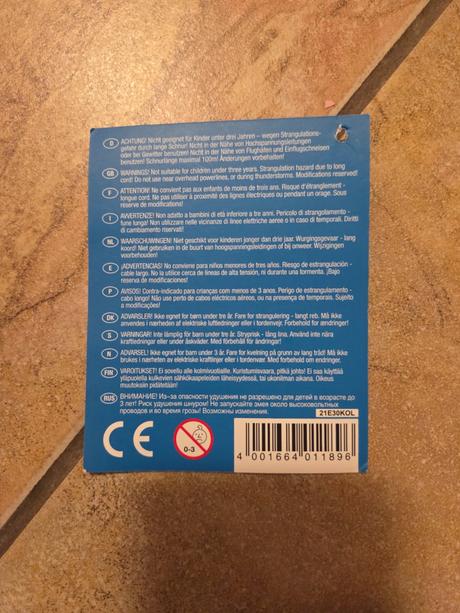 D ACHTUNG! Nicht geeignet für Kinder unter drei Jahren – wegen Strangulations-
gefahr durch lange Schnur! Nicht in der Nähe von Hochspannungsleitungen
oder bei Gewitter benutzen! Nicht in der Nähe von Flughäfen und Einflugschneisen
benutzen! Schnurlänge maximal 100m! Änderungen vorbehalten!
GB WARNINGS! Not suitable for children under three years. Strangulation hazard due to long
cord! Do not use near overhead powerlines, or during thunderstorms. Modifications reserved!
F ATTENTION! Ne convient pas aux enfants de moins de trois ans. Risque d'étranglement -
longue cord. Ne pas utiliser à proximité des lignes électriques ou pendant un orage. Sous
réserve de modifications!
I AVVERTENZE! Non adatto a bambini di età inferiore a tre anni. Pericolo di strangolamento -
fune lunga! Non utilizzare nelle vicinanze di linee elettriche aeree o in caso di temporali. Diritti
di cambiamento riservati!
NL WAARSCHUWINGEN! Niet geschikt voor kinderen jonger dan drie jaar. Wurgingsgevaar - lang
koord! Niet gebruiken in de buurt van hoogspanningsleidingen of bij onweer. Wijzigingen
voorbehouden!
E ¡ADVERTENCIAS! No conviene para niños menores de tres años. Riesgo de estrangulación -
cable largo. No la utilice cerca de líneas de alta tensión, ni durante una tormenta. ¡Bajo
reserva de modificaciones!
P AVISOS! Contra-indicado para crianças com menos de 3 anos. Perigo de estrangulamento -
cabo longo! Não use perto de cabos eléctricos aéreos, ou na presença de temporais. Sujeito
a modificações!
DK ADVARSLER! Ikke egnet for børn under tre år. Fare for strangulering - langt reb. Må ikke
anvendes i nærheden af elektriske luftledninger eller i tordenvejr. Forbehold for ændringer!
S VARNINGAR! Inte lämplig för barn under tre år. Stryprisk - lång lina. Använd inte nära
kraftledningar eller under åskväder. Med förbehåll för ändringar!
N ADVARSEL! Ikke egnet for barn under 3 år. Fare for kvelning på grunn av lang tråd! Må ikke
brukes i nærheten av elektriske kraftlinjer eller i tordenvær. Med forbehold om endringer.
FIN VAROITUKSET! Ei sovellu alle kolmivuotiaille. Kuristumisvaara, pitkä johto! Ei saa käyttää
yläpuolella kulkevien sähkökaapeleiden läheisyydessä, tai ukonilman aikana. Oikeus
muutoksiin pidätetään!
RUS ВНИМАНИЕ! Из-за опасности удушения не разрешено для детей в возрасте до
3 лет! Риск удушения шнуром! Не запускайте змея около высоковольтных
проводов и во время грозы! Возможны изменения.
21E30KOL
CE
0-3
4 001664 011896